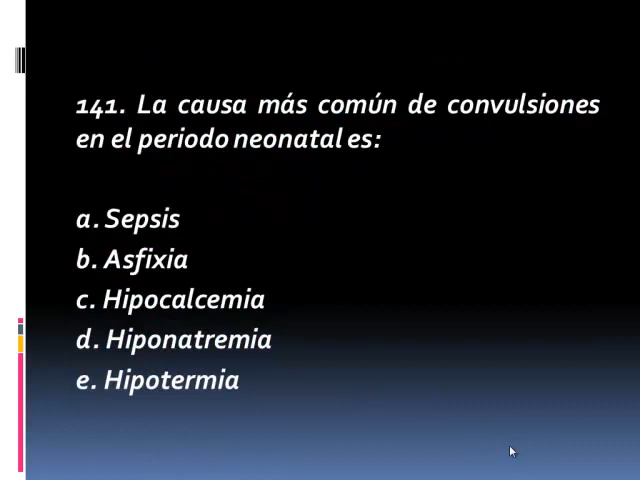 141. La causa más común de convulsiones
en el periodo neonatal es:
a. Sepsis
b. Asfixia
c. Hipocalcemia
d. Hiponatremia
e. Hipotermia